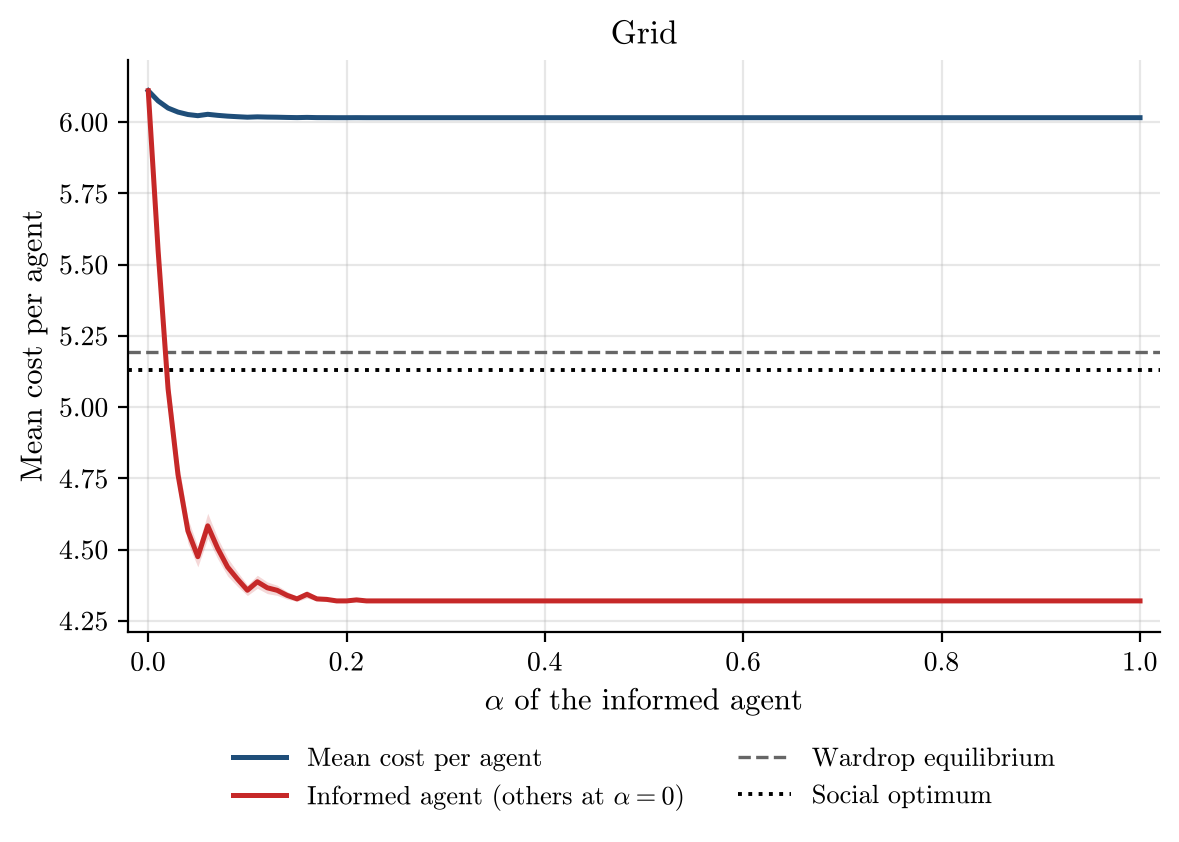 Grid
Mean cost per agent
6.00
5.75
5.50
5.25
5.00
4.75
4.50
4.25
0.0 0.2 0.4 0.6 0.8 1.0
α of the informed agent
Mean cost per agent
Informed agent (others at α = 0)
Wardrop equilibrium
Social optimum